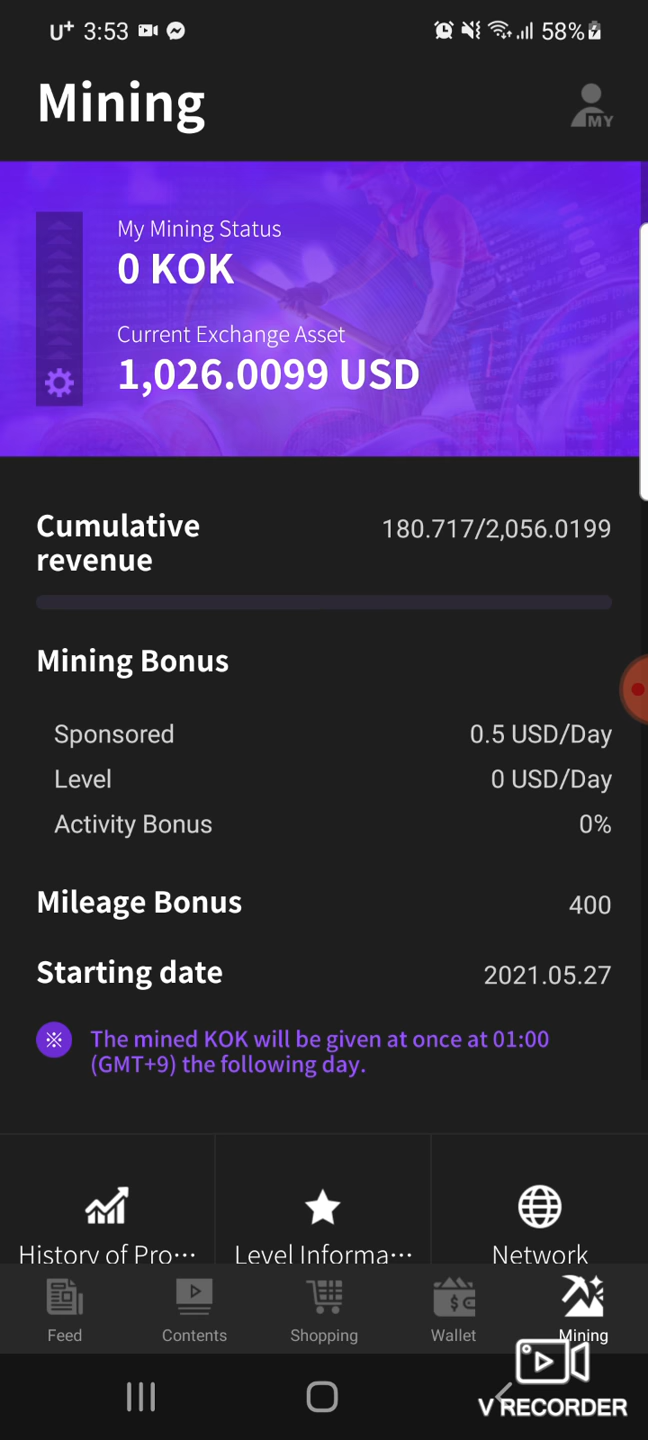 U+ 3:53 58%
Mining
MY
My Mining Status
0 KOK
Current Exchange Asset
1,026.0099 USD
Cumulative revenue 180.717/2,056.0199
Mining Bonus
Sponsored 0.5 USD/Day
Level 0 USD/Day
Activity Bonus 0%
Mileage Bonus 400
Starting date 2021.05.27
※ The mined KOK will be given at once at 01:00
(GMT+9) the following day.
History of Pro··· Level Informa··· Network
Feed Contents Shopping Wallet Mining
V RECORDER